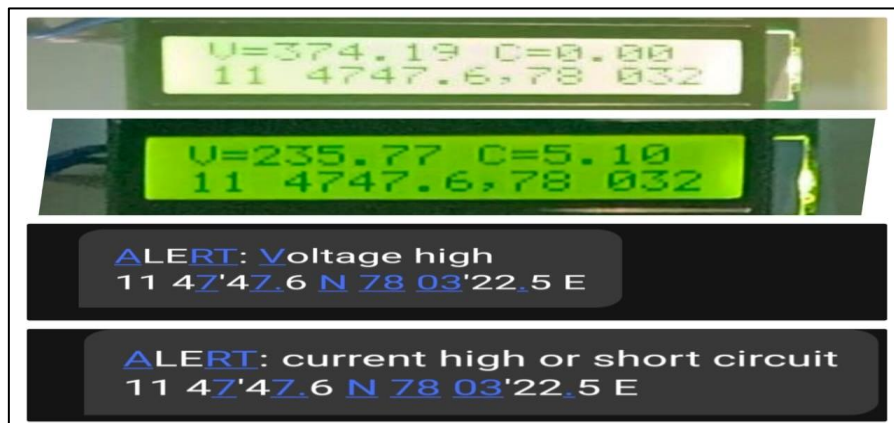 V=374.19 C=0.00
11 4747.6,78 032
V=235.77 C=5.10
11 4747.6,78 032
ALERT: Voltage high
11 47'47.6 N 78 03'22.5 E
ALERT: current high or short circuit
11 47'47.6 N 78 03'22.5 E